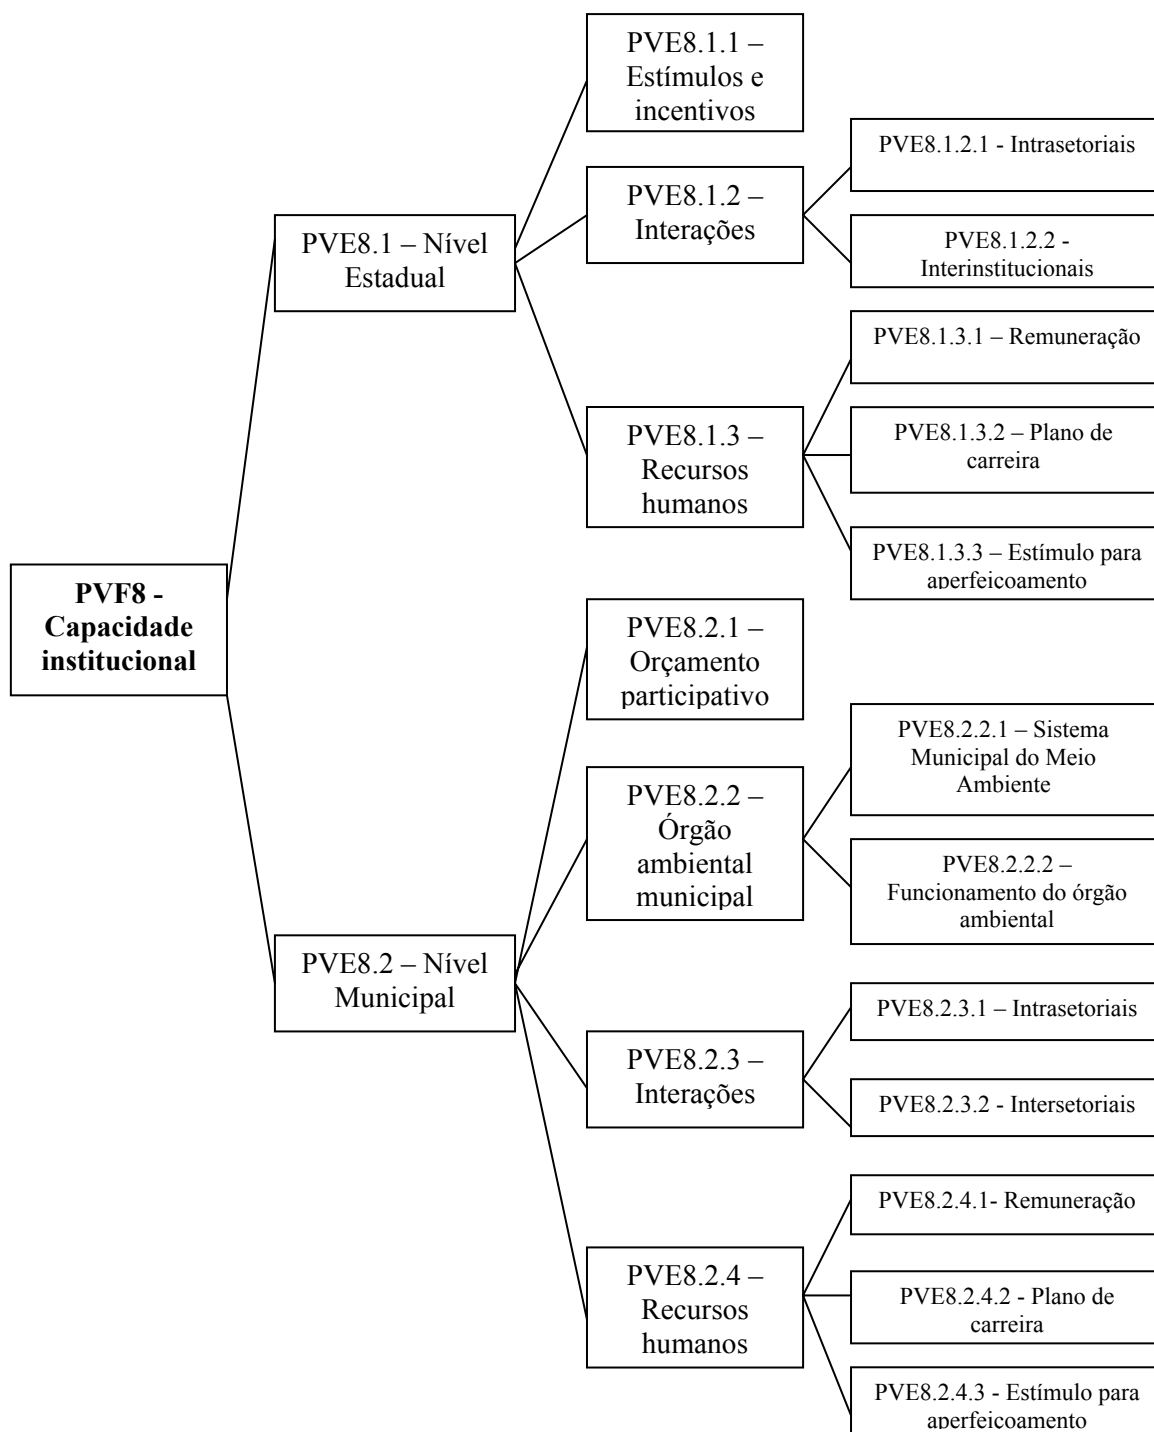 PVF8 -
Capacidade
institucional
PVE8.1 – Nível
Estadual
PVE8.1.1 –
Estímulos e
incentivos
PVE8.1.2 –
Interações
PVE8.1.2.1 - Intrasetoriais
PVE8.1.2.2 -
Interinstitucionais
PVE8.1.3 –
Recursos
humanos
PVE8.1.3.1 – Remuneração
PVE8.1.3.2 – Plano de
carreira
PVE8.1.3.3 – Estímulo para
aperfeiçoamento
PVE8.2 – Nível
Municipal
PVE8.2.1 –
Orçamento
participativo
PVE8.2.2 –
Órgão
ambiental
municipal
PVE8.2.2.1 – Sistema
Municipal do Meio
Ambiente
PVE8.2.2.2 –
Funcionamento do órgão
ambiental
PVE8.2.3 –
Interações
PVE8.2.3.1 – Intrasetoriais
PVE8.2.3.2 - Intersetoriais
PVE8.2.4 –
Recursos
humanos
PVE8.2.4.1- Remuneração
PVE8.2.4.2 - Plano de
carreira
PVE8.2.4.3 - Estímulo para
aperfeiçoamento